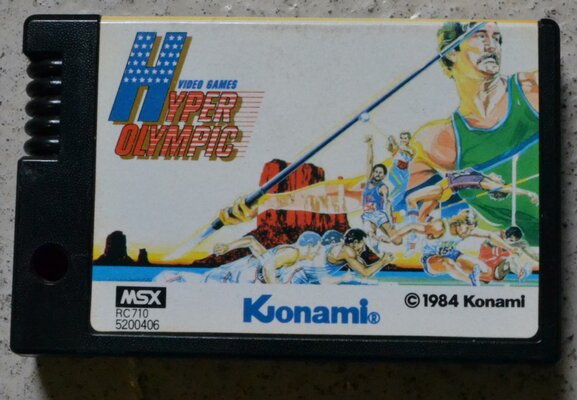 VIDEO GAMES
HYPER
OLYMPIC
MSX
RC710
5200406
Konami®
©1984 Konami